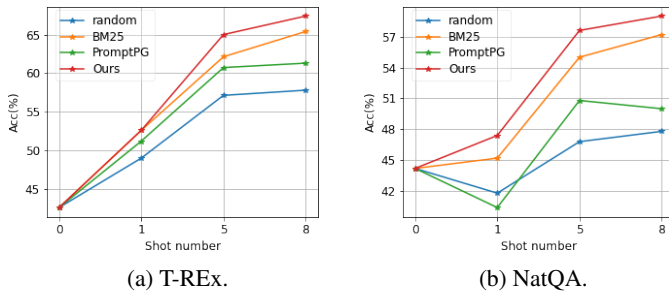 random
BM25
PromptPG
Ours
65
60
55
50
45
Acc(%)
0 1 5 8
Shot number
(a) T-REx.
random
BM25
PromptPG
Ours
57
54
51
48
45
42
Acc(%)
0 1 5 8
Shot number
(b) NatQA.